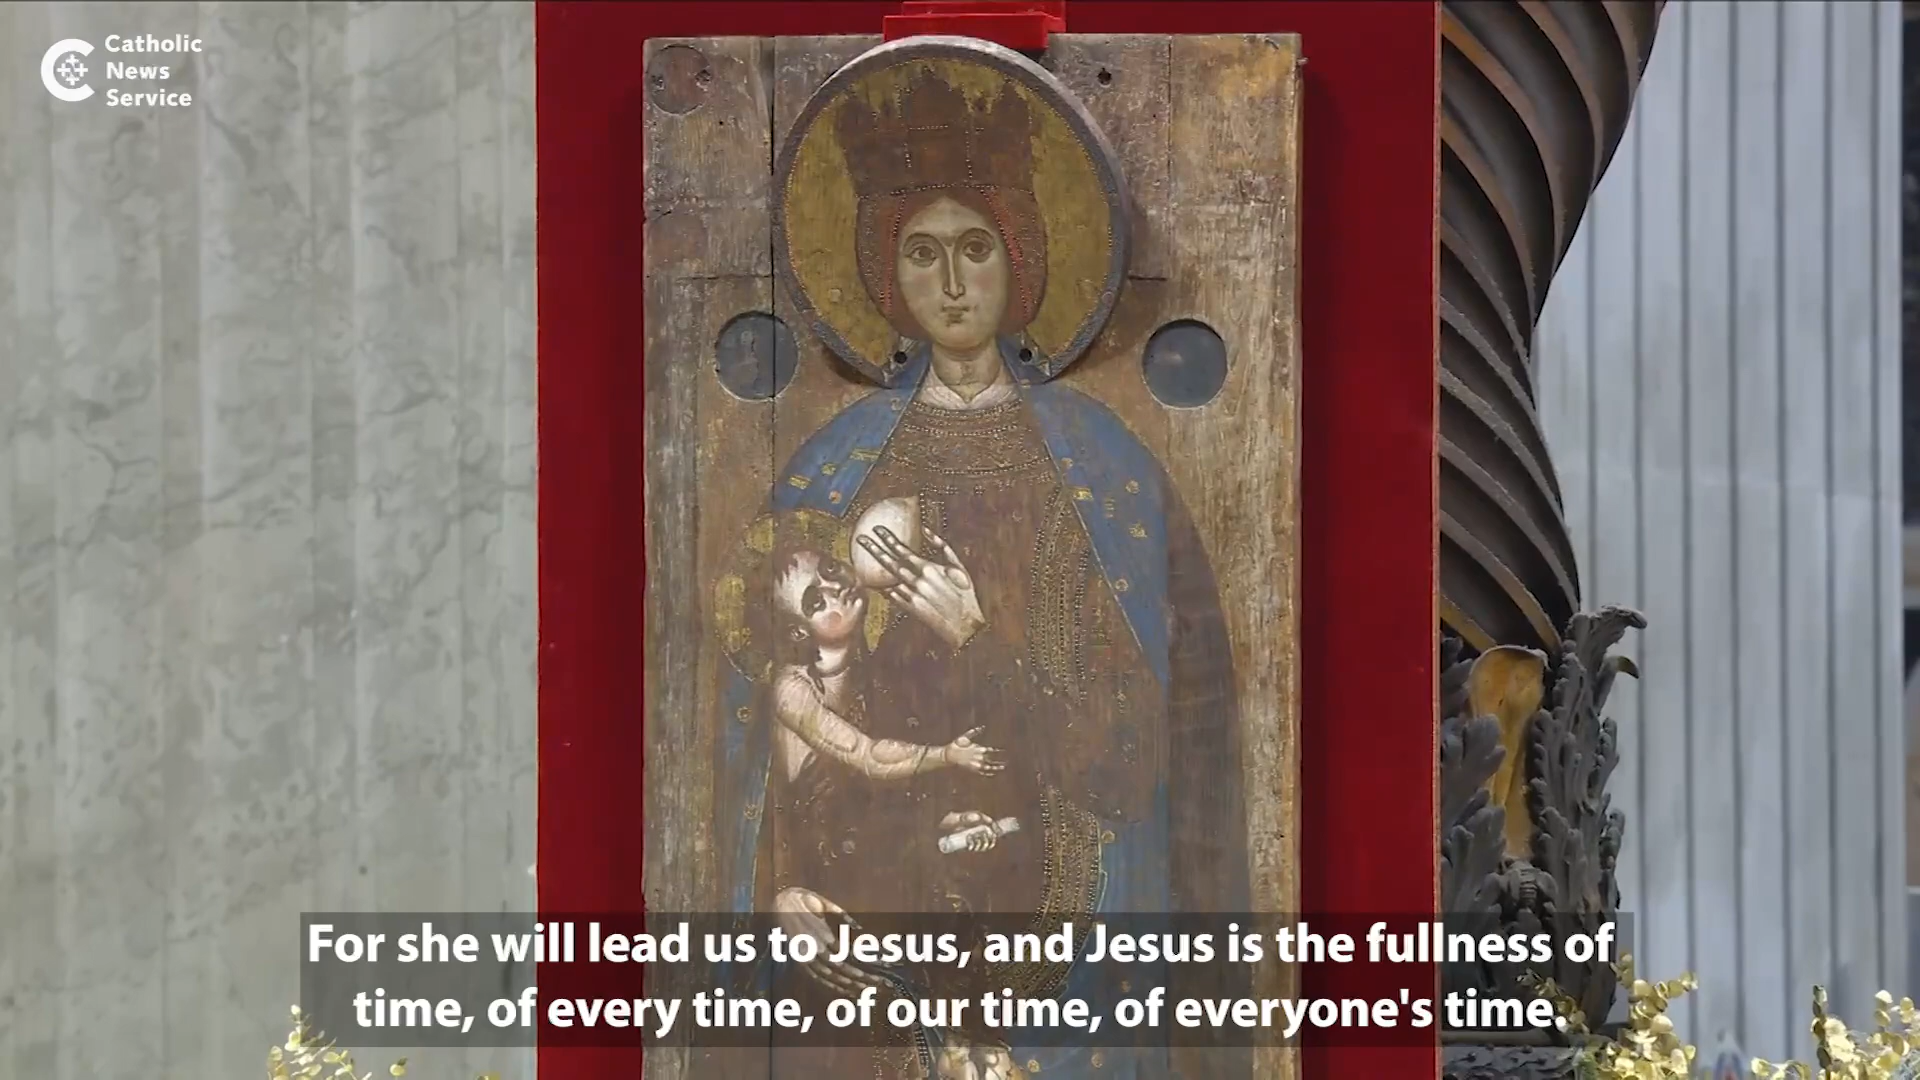 Catholic
News
Service
For she will lead us to Jesus, and Jesus is the fullness of
time, of every time, of our time, of everyone's time.